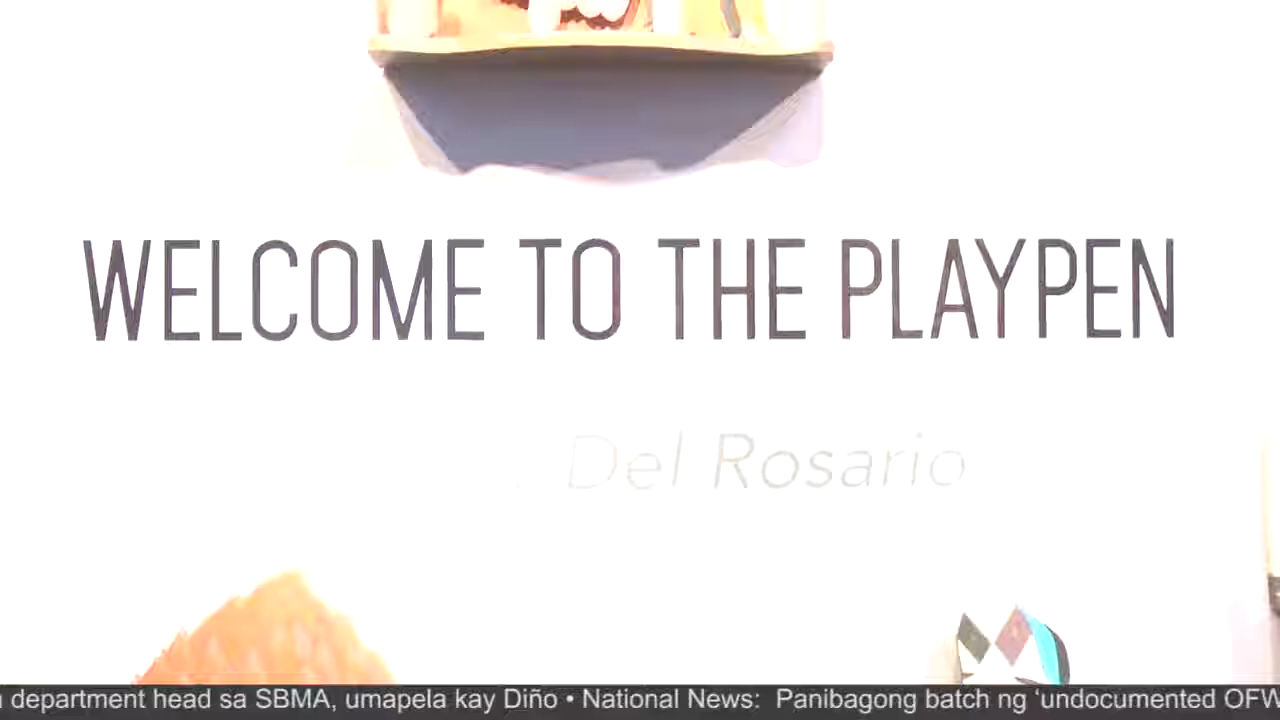 WELCOME TO THE PLAYPEN
Del Rosario
department head sa SBMA, umapela kay Diño • National News: Panibagong batch ng ‘undocumented OFW